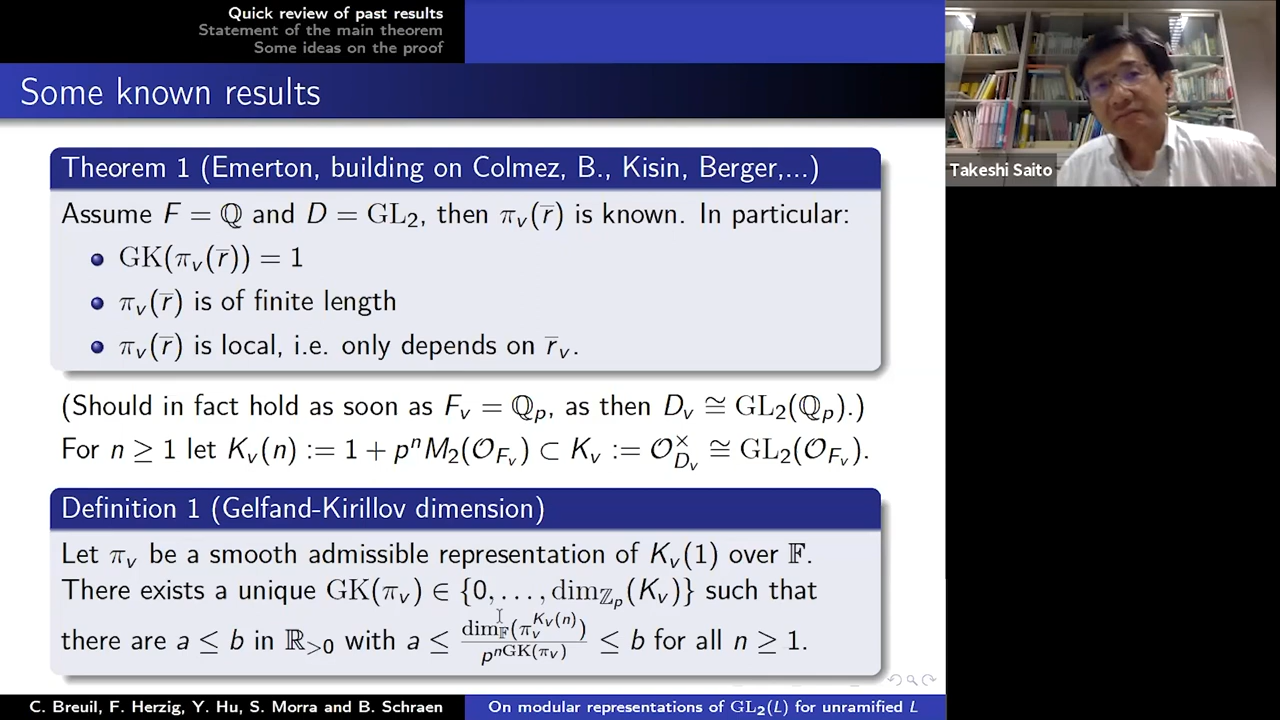 Quick review of past results
Statement of the main theorem
Some ideas on the proof
Some known results
Theorem 1 (Emerton, building on Colmez, B., Kisin, Berger,...)
Assume F = ℚ and D = GL₂, then π_v(r̄) is known. In particular:
GK(π_v(r̄)) = 1
π_v(r̄) is of finite length
π_v(r̄) is local, i.e. only depends on r̄_v.
(Should in fact hold as soon as F_v = ℚ_p, as then D_v ≅ GL₂(ℚ_p).)
For n ≥ 1 let K_v(n) := 1 + p^n M₂(𝒪_{F_v}) ⊂ K_v := 𝒪_{D_v}^× ≅ GL₂(𝒪_{F_v}).
Definition 1 (Gelfand-Kirillov dimension)
Let π_v be a smooth admissible representation of K_v(1) over 𝔽.
There exists a unique GK(π_v) ∈ {0, . . . , dim_{ℤ_p}(K_v)} such that
there are a ≤ b in ℝ_{>0} with a ≤ dim_𝔽(π_v^{K_v(n)}) / p^{nGK(π_v)} ≤ b for all n ≥ 1.
C. Breuil, F. Herzig, Y. Hu, S. Morra and B. Schraen
On modular representations of GL₂(L) for unramified L
Takeshi Saito